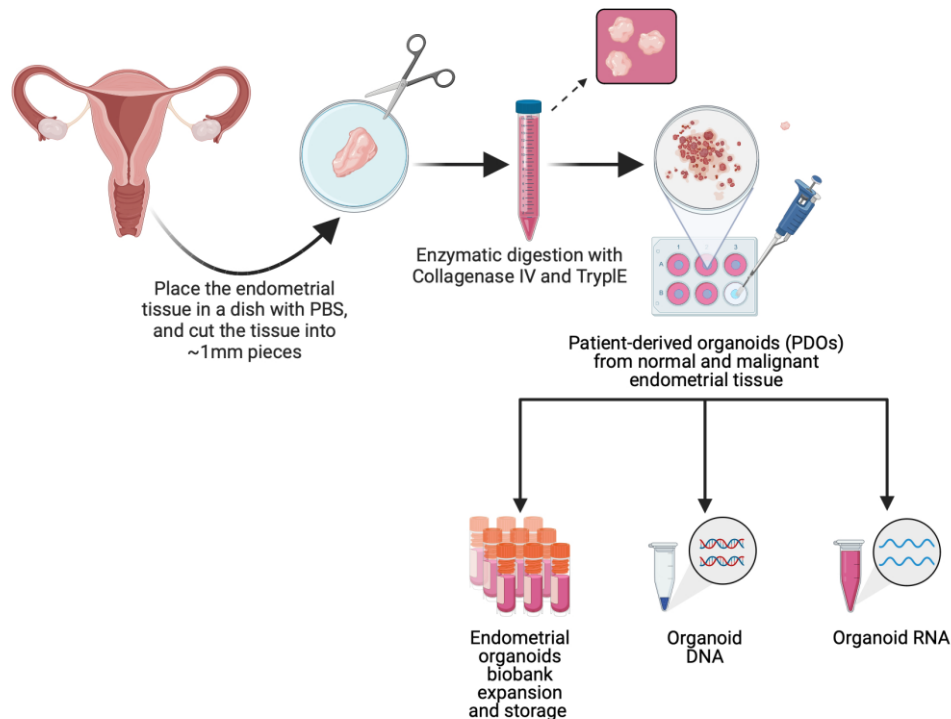 Place the endometrial
tissue in a dish with PBS,
and cut the tissue into
~1mm pieces
Enzymatic digestion with
Collagenase IV and TryplE
1
2
3
A
B
Patient-derived organoids (PDOs)
from normal and malignant
endometrial tissue
Endometrial
organoids
biobank
expansion
and storage
Organoid
DNA
Organoid RNA